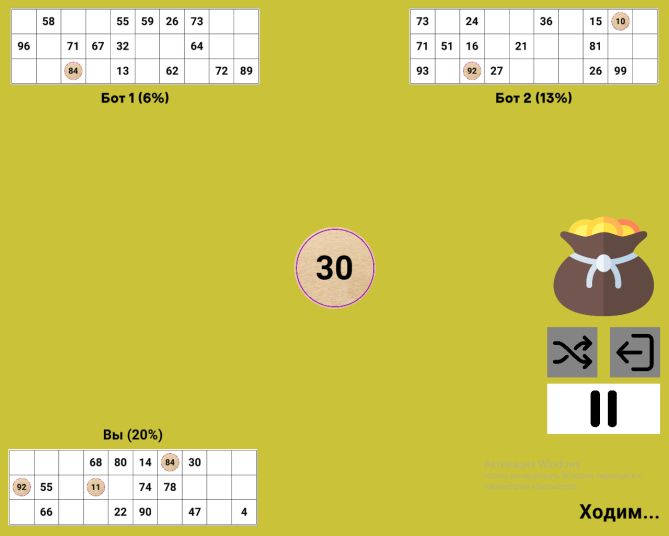 58 55 59 26 73
96 71 67 32 64
84 13 62 72 89
Бот 1 (6%)
73 24 36 15 10
71 51 16 21 81
93 92 27 26 99
Бот 2 (13%)
30
Вы (20%)
68 80 14 84 30
92 55 11 74 78
66 22 90 47 4
Ходим...